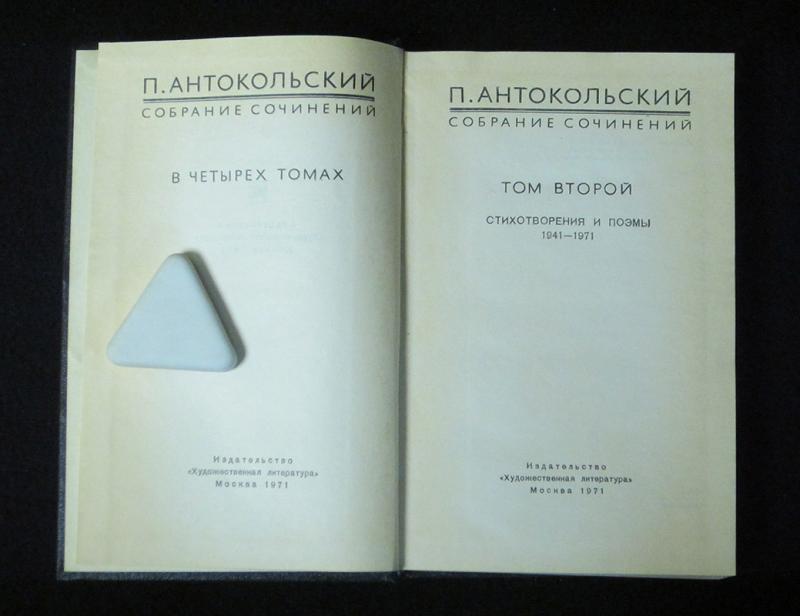 П. АНТОКОЛЬСКИЙ
СОБРАНИЕ СОЧИНЕНИЙ
В ЧЕТЫРЕХ ТОМАХ
Издательство
«Художественная литература»
Москва 1971
П. АНТОКОЛЬСКИЙ
СОБРАНИЕ СОЧИНЕНИЙ
ТОМ ВТОРОЙ
СТИХОТВОРЕНИЯ И ПОЭМЫ
1941—1971
Издательство
«Художественная литература»
Москва 1971